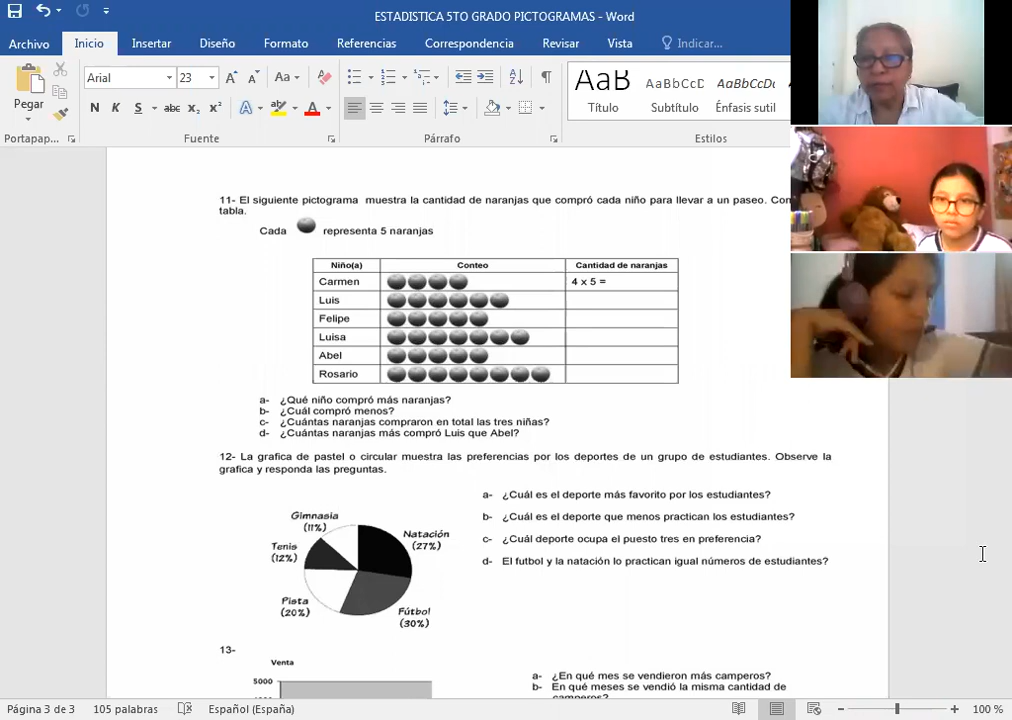 ESTADISTICA 5TO GRADO PICTOGRAMAS - Word
Archivo Inicio Insertar Diseño Formato Referencias Correspondencia Revisar Vista Indicar...
Pegar
Arial 23 Aa
N K S abc x₂ x² A A
AaB AaBbCcD AaBbCcDc
Título Subtítulo Énfasis sutil
Portapap... Fuente Párrafo Estilos
11- El siguiente pictograma muestra la cantidad de naranjas que compró cada niño para llevar a un paseo. Con
tabla.
Cada representa 5 naranjas
Niño(a) Conteo Cantidad de naranjas
Carmen 4 x 5 =
Luis
Felipe
Luisa
Abel
Rosario
a- ¿Qué niño compró más naranjas?
b- ¿Cuál compró menos?
c- ¿Cuántas naranjas compraron en total las tres niñas?
d- ¿Cuántas naranjas más compró Luis que Abel?
12- La grafica de pastel o circular muestra las preferencias por los deportes de un grupo de estudiantes. Observe la
grafica y responda las preguntas.
a- ¿Cuál es el deporte más favorito por los estudiantes?
b- ¿Cuál es el deporte que menos practican los estudiantes?
c- ¿Cuál deporte ocupa el puesto tres en preferencia?
d- El futbol y la natación lo practican igual números de estudiantes?
Gimnasia
(11%)
Natación
(27%)
Tenis
(12%)
Pista
(20%)
Fútbol
(30%)
13-
Venta
5000
a- ¿En qué mes se vendieron más camperos?
b- En qué meses se vendió la misma cantidad de
camperos?
Página 3 de 3 105 palabras Español (España) 100 %